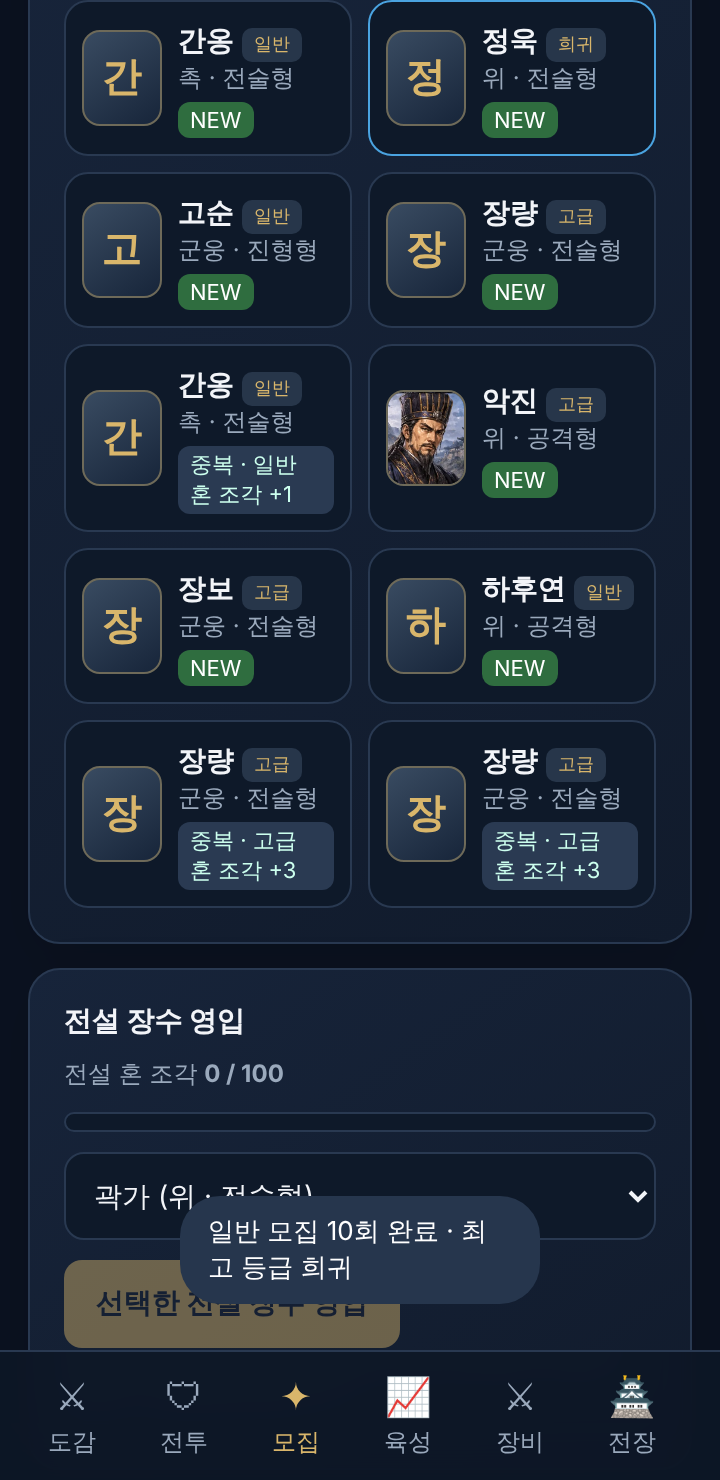 간
간옹 일반
촉 · 전술형
NEW
정
정욱 희귀
위 · 전술형
NEW
고
고순 일반
군웅 · 진형형
NEW
장
장량 고급
군웅 · 전술형
NEW
간
간옹 일반
촉 · 전술형
중복 · 일반
혼 조각 +1
악진 고급
위 · 공격형
NEW
장
장보 고급
군웅 · 전술형
NEW
하
하후연 일반
위 · 공격형
NEW
장
장량 고급
군웅 · 전술형
중복 · 고급
혼 조각 +3
장
장량 고급
군웅 · 전술형
중복 · 고급
혼 조각 +3
전설 장수 영입
전설 혼 조각 0 / 100
곽가 (위 · 전술형)
일반 모집 10회 완료 · 최
고 등급 희귀
선택한 전설 장수 영입
도감
전투
모집
육성
장비
전장